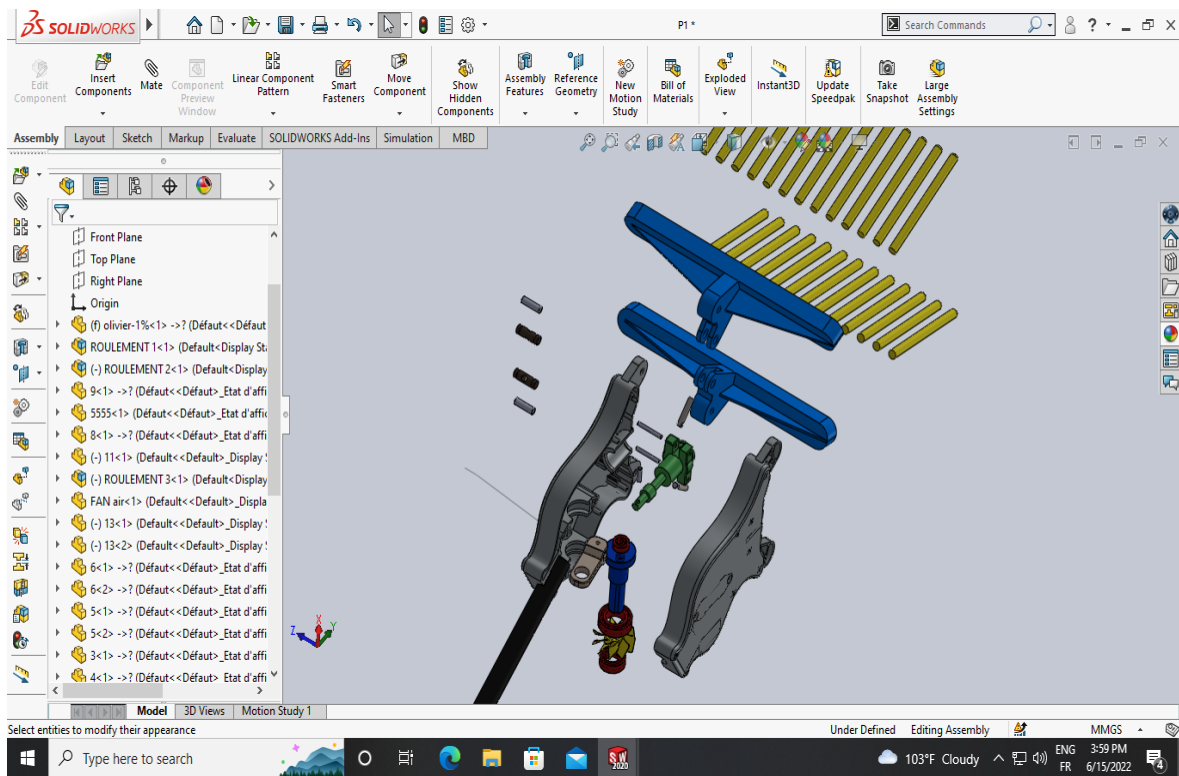 SOLIDWORKS
P1 *
Search Commands
?
Edit Component
Insert Components
Mate
Component Preview Window
Linear Component Pattern
Smart Fasteners
Move Component
Show Hidden Components
Assembly Features
Reference Geometry
New Motion Study
Bill of Materials
Exploded View
Instant3D
Update Speedpak
Take Snapshot
Large Assembly Settings
Assembly Layout Sketch Markup Evaluate SOLIDWORKS Add-Ins Simulation MBD
Front Plane
Top Plane
Right Plane
Origin
(f) olivier-1%<1> ->? (Défaut<<Défaut
ROULEMENT 1<1> (Default<Display Sta
(-) ROULEMENT 2<1> (Default<Display
9<1> ->? (Défaut<<Défaut>_Etat d'affi
5555<1> (Défaut<<Défaut>_Etat d'affic
8<1> ->? (Défaut<<Défaut>_Etat d'affi
(-) 11<1> (Default<<Default>_Display S
(-) ROULEMENT 3<1> (Default<Display
FAN air<1> (Default<<Default>_Displa
(-) 13<1> (Default<<Default>_Display S
(-) 13<2> (Default<<Default>_Display S
6<1> ->? (Défaut<<Défaut>_Etat d'affi
6<2> ->? (Défaut<<Défaut>_Etat d'affi
5<1> ->? (Défaut<<Défaut>_Etat d'affi
5<2> ->? (Défaut<<Défaut>_Etat d'affi
3<1> ->? (Défaut<<Défaut>_Etat d'affi
4<1> ->? (Défaut<<Défaut>_Etat d'affi
X
Z Y
Model 3D Views Motion Study 1
Select entities to modify their appearance
Under Defined Editing Assembly MMGS
Type here to search
SW
2020
103°F Cloudy
ENG
FR
3:59 PM
6/15/2022
4